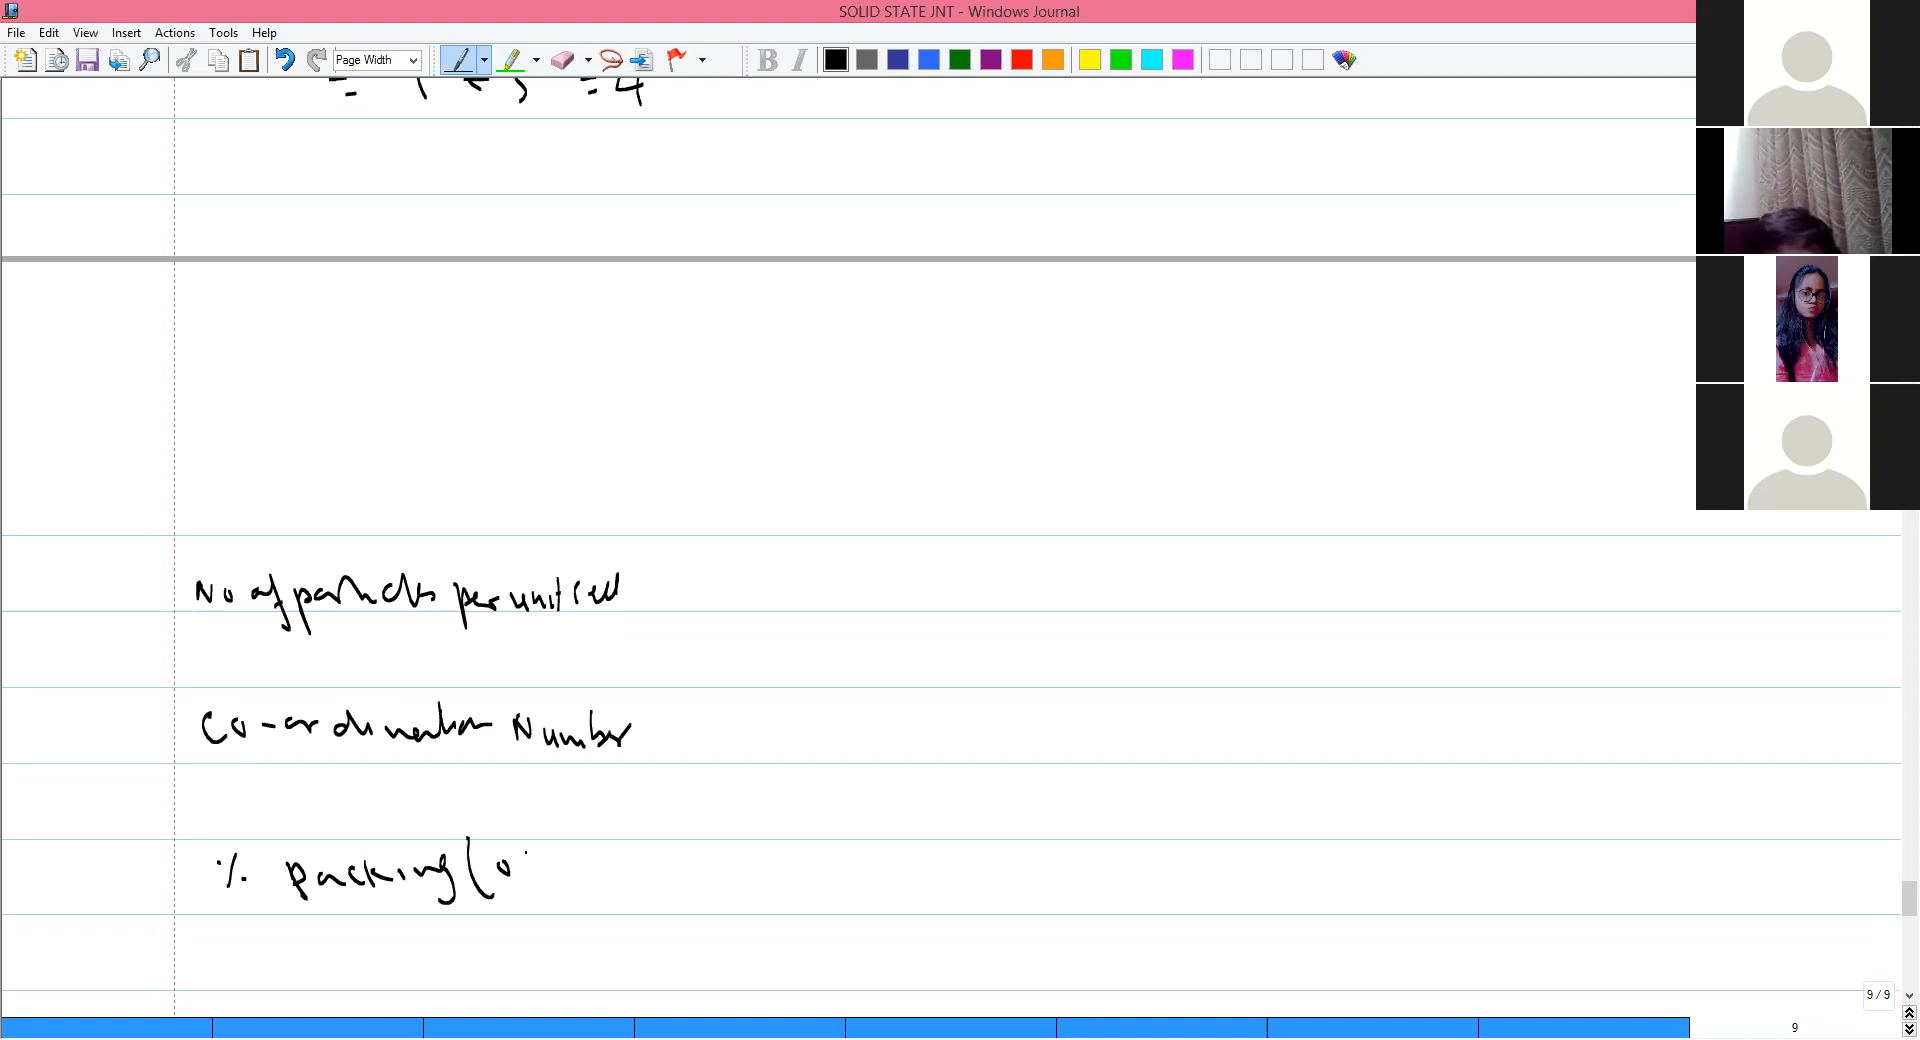 SOLID STATE JNT - Windows Journal
File Edit View Insert Actions Tools Help
Page Width
B I
= 4
No of particles per unit cell
Co-ordination Number
% packing (o
9 / 9
9